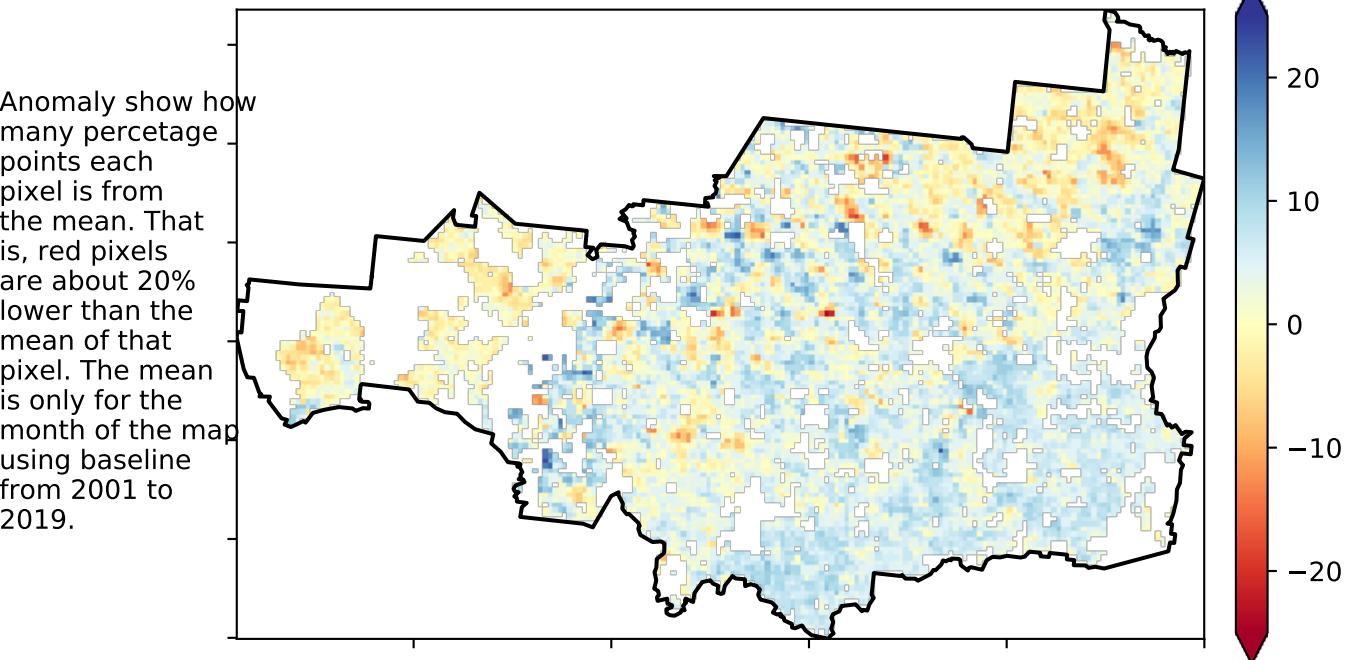 Anomaly show how
many percetage
points each
pixel is from
the mean. That
is, red pixels
are about 20%
lower than the
mean of that
pixel. The mean
is only for the
month of the map
using baseline
from 2001 to
2019.
20
10
0
−10
−20